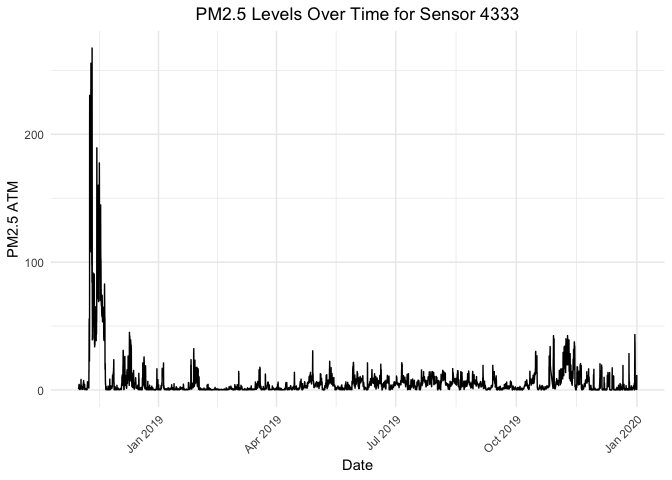 PM2.5 Levels Over Time for Sensor 4333
200
100
0
PM2.5 ATM
Jan 2019
Apr 2019
Jul 2019
Oct 2019
Jan 2020
Date